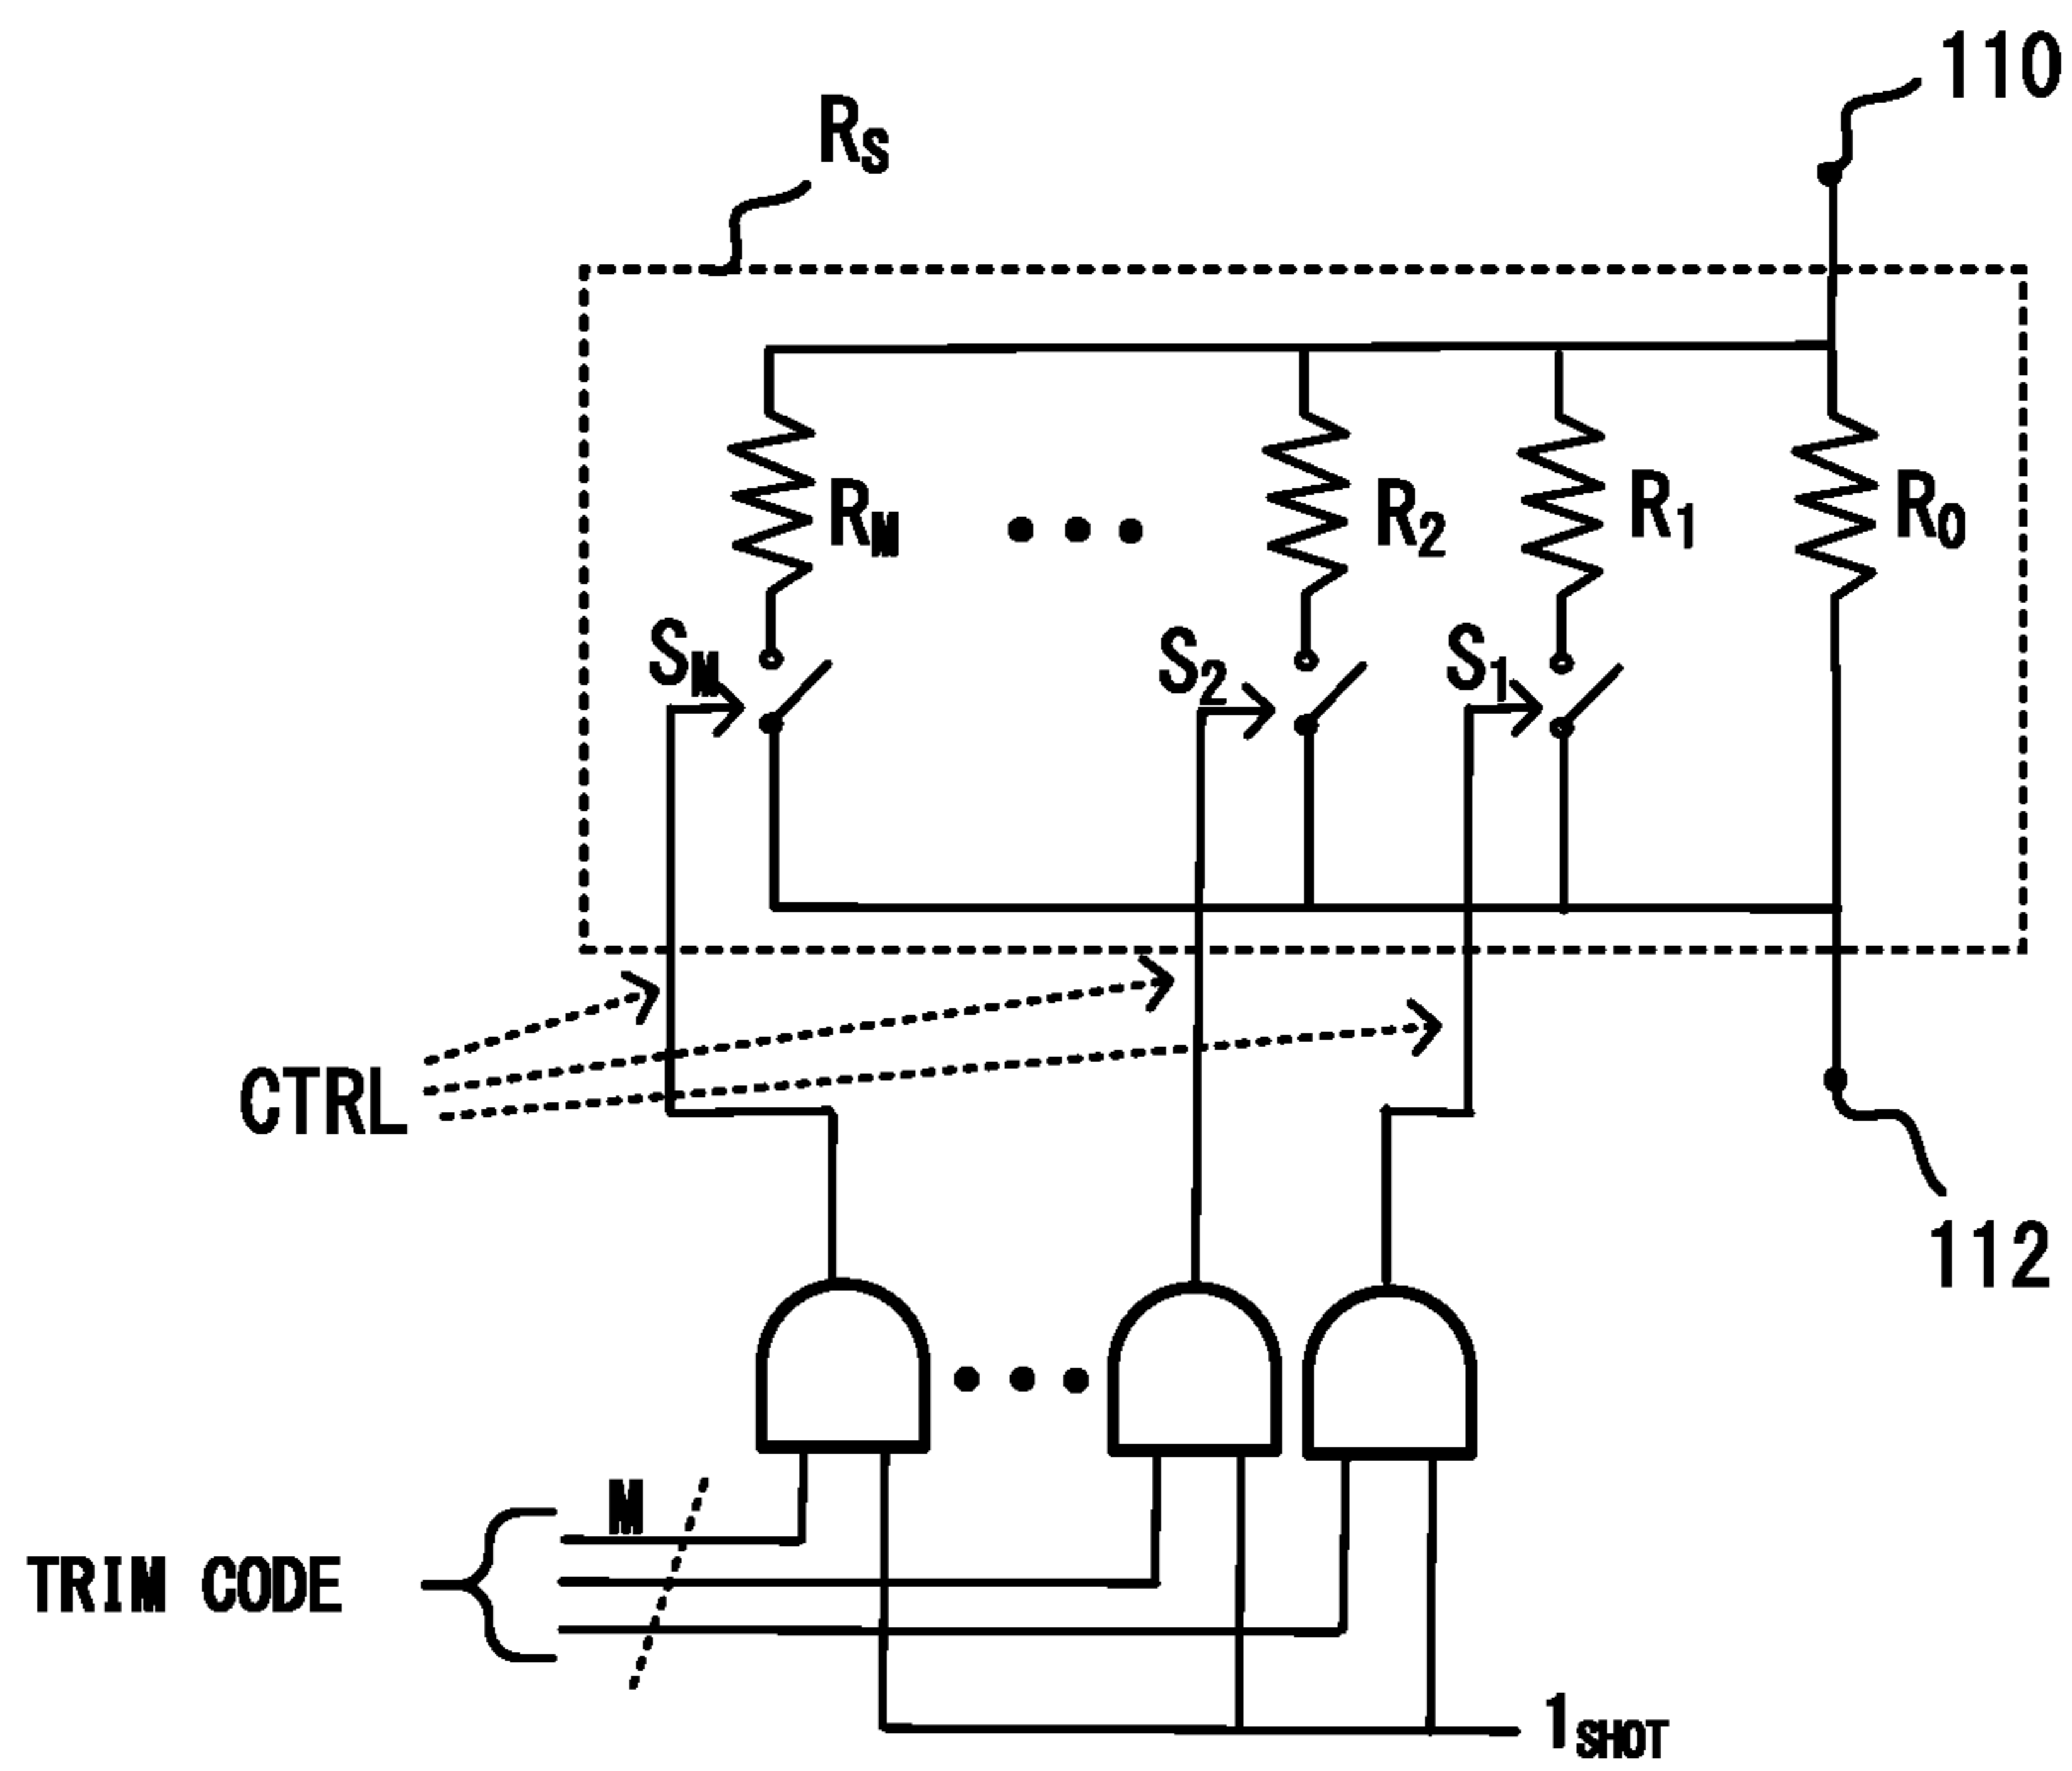 110
RS
RM
R2
R1
R0
SM
S2
S1
CTRL
112
M
TRIM CODE
1SHOT